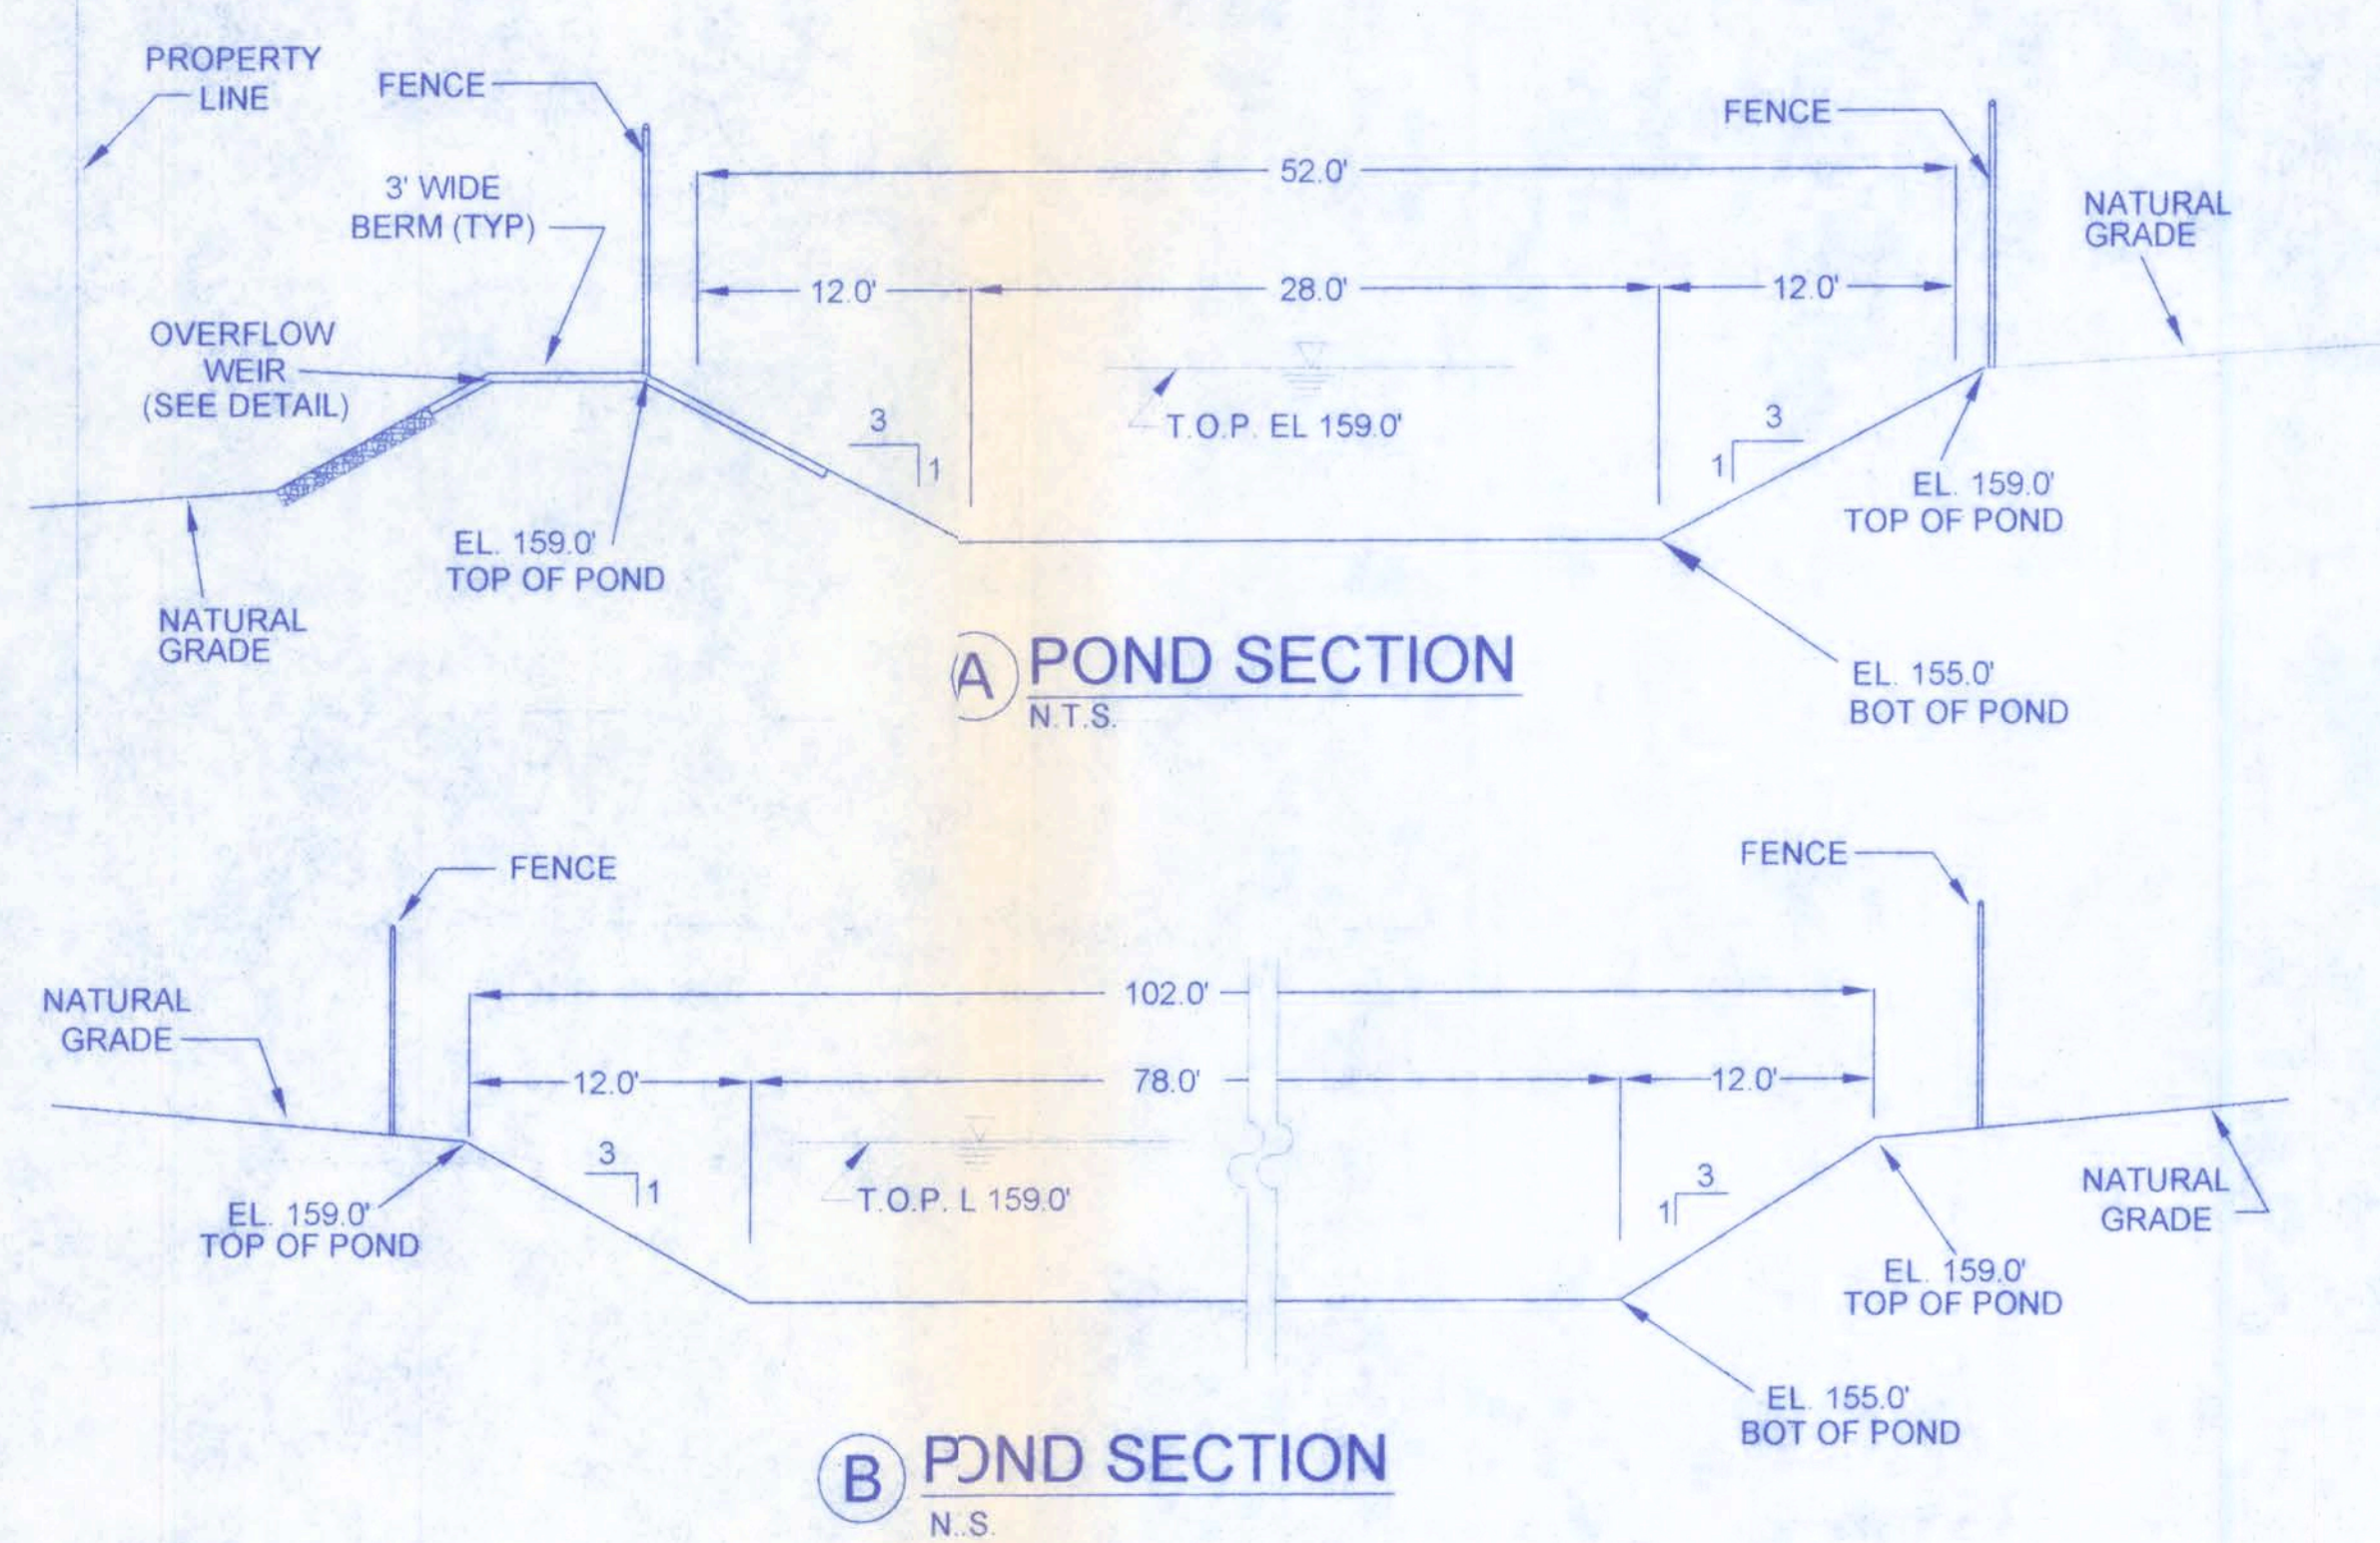 PROPERTY
LINE
FENCE
FENCE
52.0'
3' WIDE
BERM (TYP)
NATURAL
GRADE
12.0'
28.0'
12.0'
OVERFLOW
WEIR
(SEE DETAIL)
3
1
T.O.P. EL 159.0'
3
1
EL. 159.0'
TOP OF POND
EL. 159.0'
TOP OF POND
NATURAL
GRADE
A POND SECTION
N.T.S.
EL. 155.0'
BOT OF POND
FENCE
FENCE
NATURAL
GRADE
102.0'
12.0'
78.0'
12.0'
3
1
T.O.P. L 159.0'
3
1
NATURAL
GRADE
EL. 159.0'
TOP OF POND
EL. 159.0'
TOP OF POND
EL. 155.0'
BOT OF POND
B POND SECTION
N..S.